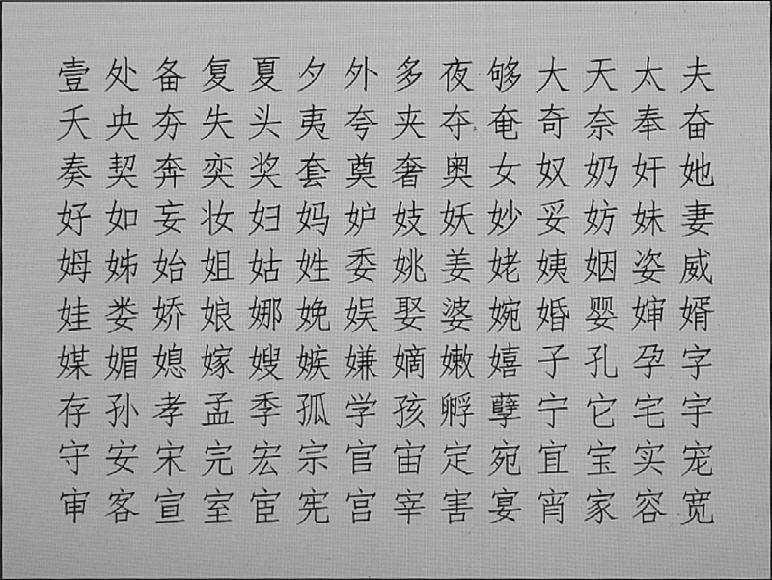 壹处备复夏夕外多夜够大天太夫
夭央夯失头夷夸夹夺奄奇奈奉奋
奏契奔奕奖套奠奢奥女奴奶奸她
好如妄妆妇妈妒妓妖妙妥妨妹妻
姆姊始姐姑姓委姚姜姥姨姻姿威
娃娄娇娘娜娩娱娶婆婉婚婴婶婿
媒媚媳嫁嫂嫉嫌嫡嫩嬉子孔孕字
存孙孝孟季孤学孩孵孽宁它宅宇
守安宋完宏宗官宙定宛宜宝实宠
审客宣室宦宪宫宰害宴宵家容宽